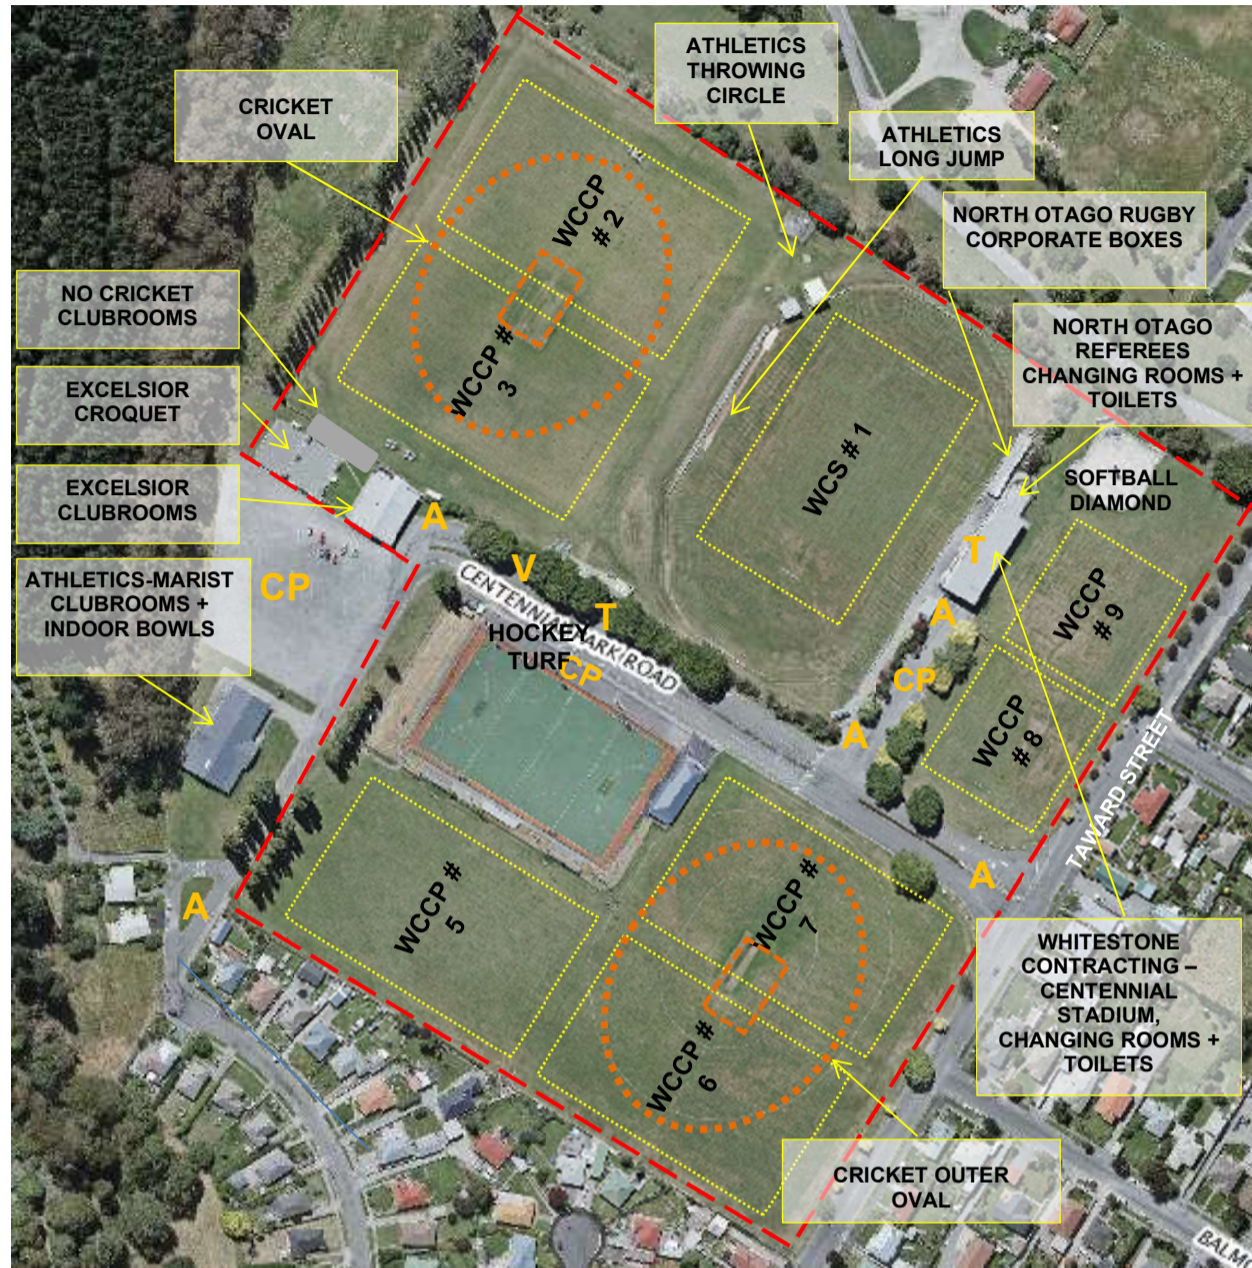 ATHLETICS
THROWING
CIRCLE
CRICKET
OVAL
ATHLETICS
LONG JUMP
WCCP
# 2
NORTH OTAGO RUGBY
CORPORATE BOXES
NO CRICKET
CLUBROOMS
NORTH OTAGO
REFEREES
CHANGING ROOMS +
TOILETS
WCCP #
3
EXCELSIOR
CROQUET
WCS # 1
EXCELSIOR
CLUBROOMS
SOFTBALL
DIAMOND
A
T
V
CP
ATHLETICS-MARIST
CLUBROOMS +
INDOOR BOWLS
CENTENNIAL PARK ROAD
T
A
WCCP
# 9
HOCKEY
TURF
CP
CP
A
WCCP
# 8
TAWARD STREET
WCCP #
5
WCCP #
7
A
A
WHITESTONE
CONTRACTING –
CENTENNIAL
STADIUM,
CHANGING ROOMS +
TOILETS
WCCP #
6
CRICKET OUTER
OVAL
BALM